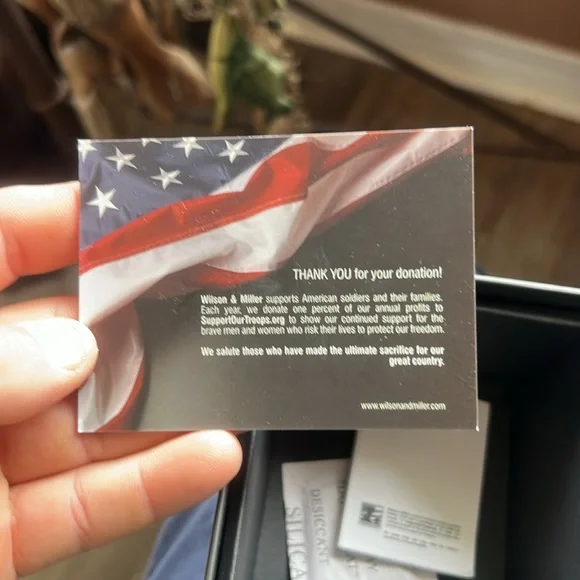 THANK YOU for your donation!
Wilson & Miller supports American soldiers and their families.
Each year, we donate one percent of our annual profits to
SupportOurTroops.org to show our continued support for the
brave men and women who risk their lives to protect our freedom.
We salute those who have made the ultimate sacrifice for our
great country.
www.wilsonandmiller.com
DESICCANT
SILICA